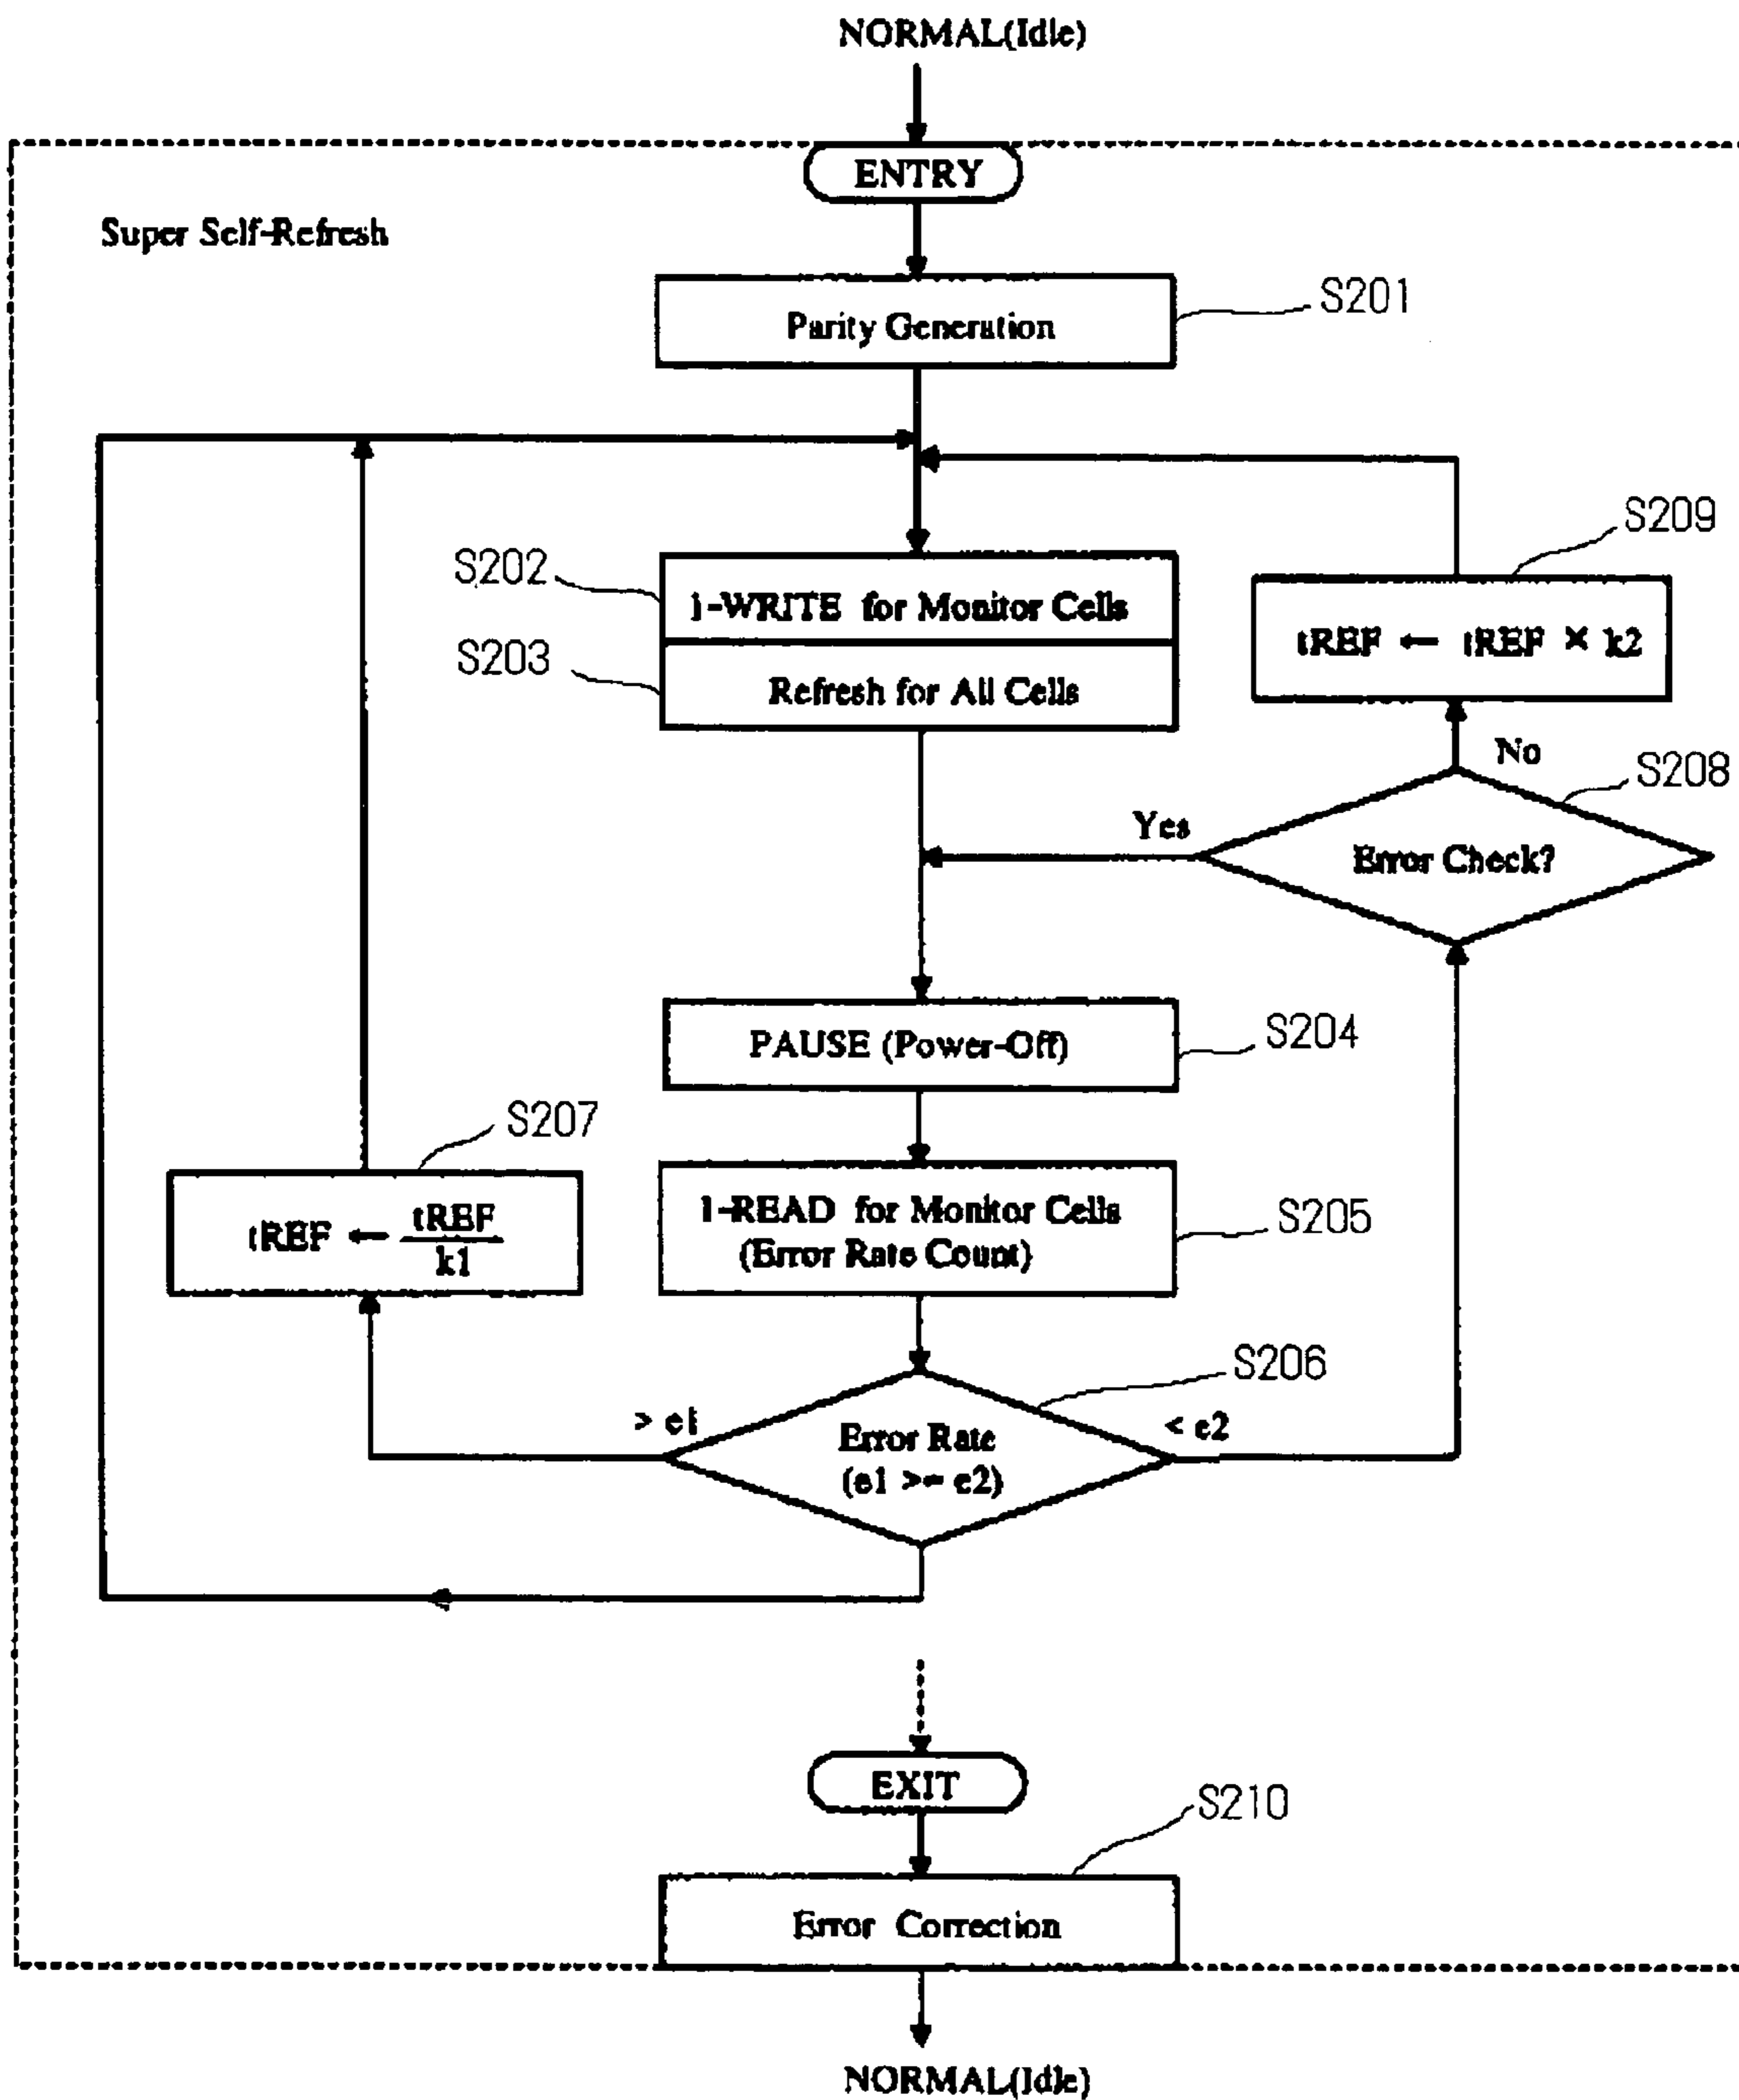 NORMAL(Idle)
ENTRY
Super Self-Refresh
Parity Generation
S201
S202
1-WRITE for Monitor Cells
S203
Refresh for All Cells
S209
tREF ← tREF × k2
No
S208
Yes
Error Check?
PAUSE (Power-Off)
S204
S207
tREF ← tREF
k1
1-READ for Monitor Cells
(Error Rate Count)
S205
S206
> e1
< e2
Error Rate
(e1 >= e2)
EXIT
S210
Error Correction
NORMAL(Idle)